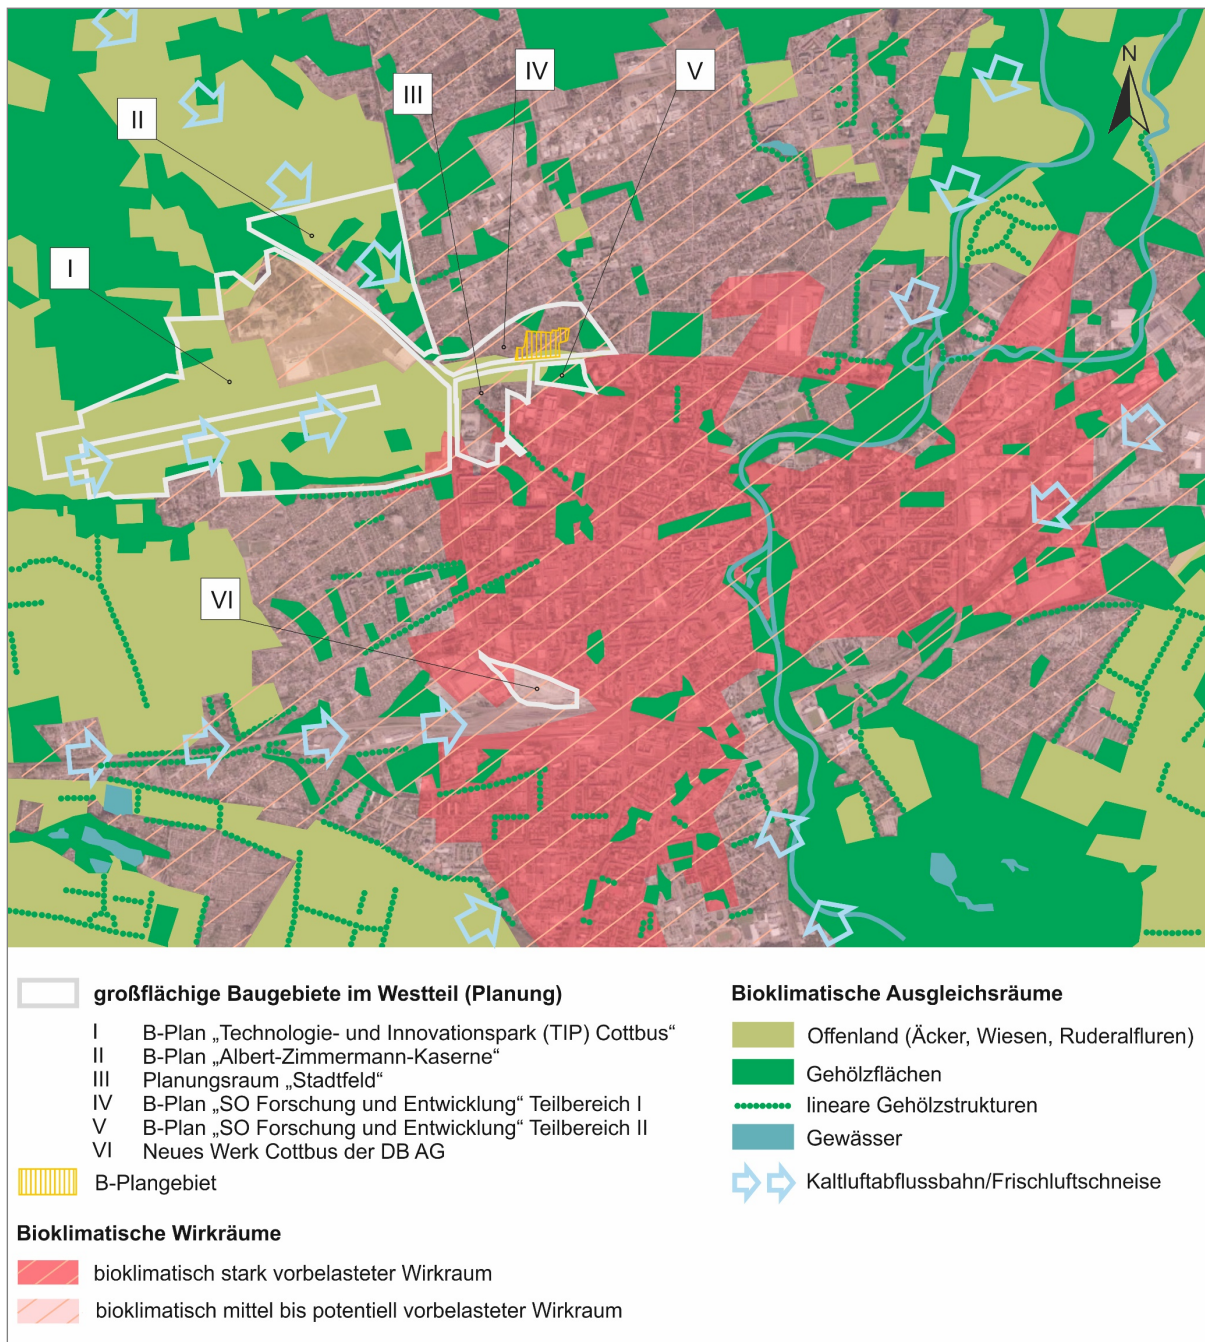 N
IV
V
III
II
I
VI
großflächige Baugebiete im Westteil (Planung)
I B-Plan „Technologie- und Innovationspark (TIP) Cottbus“
II B-Plan „Albert-Zimmermann-Kaserne“
III Planungsraum „Stadtfeld“
IV B-Plan „SO Forschung und Entwicklung“ Teilbereich I
V B-Plan „SO Forschung und Entwicklung“ Teilbereich II
VI Neues Werk Cottbus der DB AG
B-Plangebiet
Bioklimatische Wirkräume
bioklimatisch stark vorbelasteter Wirkraum
bioklimatisch mittel bis potentiell vorbelasteter Wirkraum
Bioklimatische Ausgleichsräume
Offenland (Äcker, Wiesen, Ruderalfluren)
Gehölzflächen
lineare Gehölzstrukturen
Gewässer
Kaltluftabflussbahn/Frischluftschneise